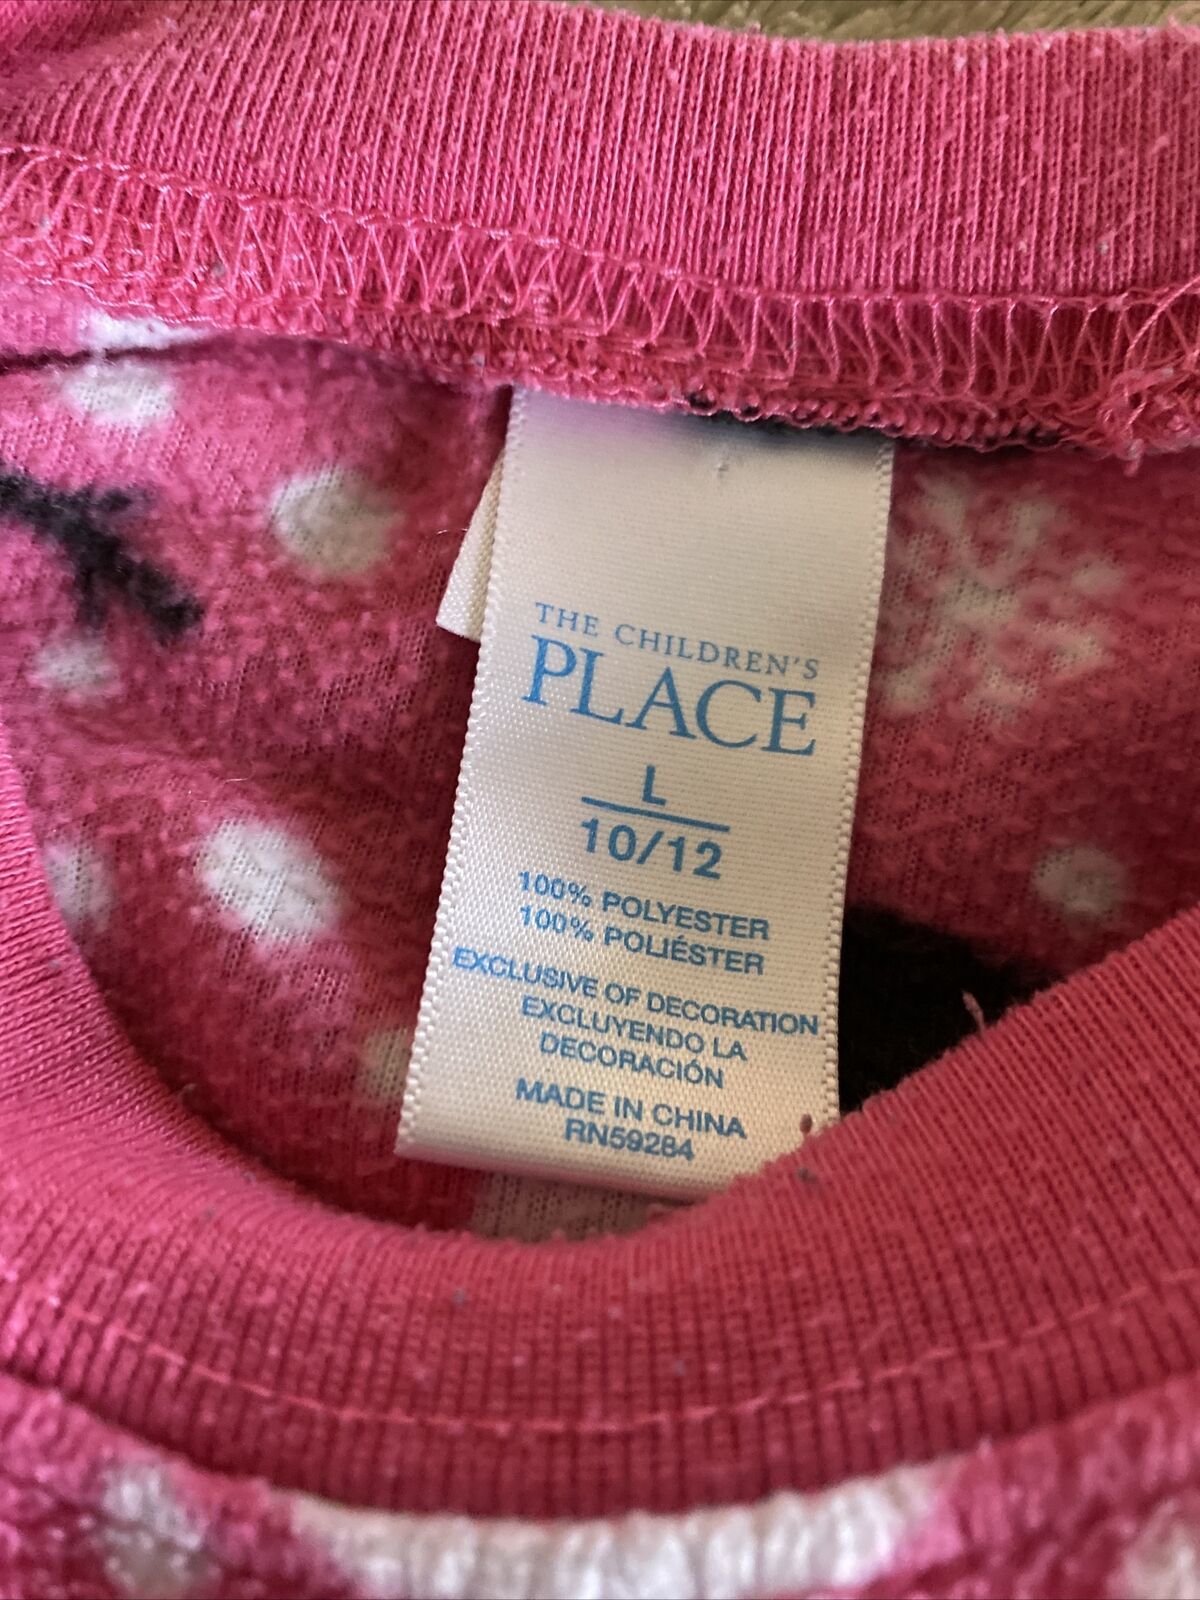 THE CHILDREN'S
PLACE
L
10/12
100% POLYESTER
100% POLIÉSTER
EXCLUSIVE OF DECORATION
EXCLUYENDO LA
DECORACIÓN
MADE IN CHINA
RN59284